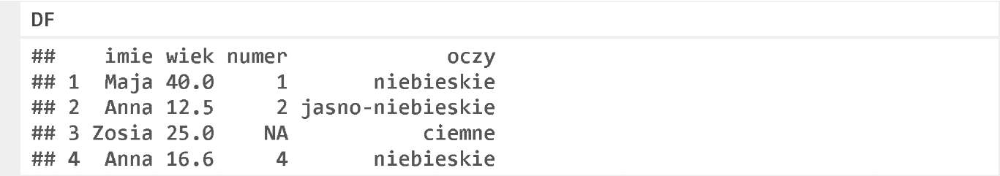 DF
##     imie wiek numer            oczy
## 1   Maja 40.0     1      niebieskie
## 2   Anna 12.5     2 jasno-niebieskie
## 3 Zosia 25.0    NA          ciemne
## 4   Anna 16.6     4      niebieskie